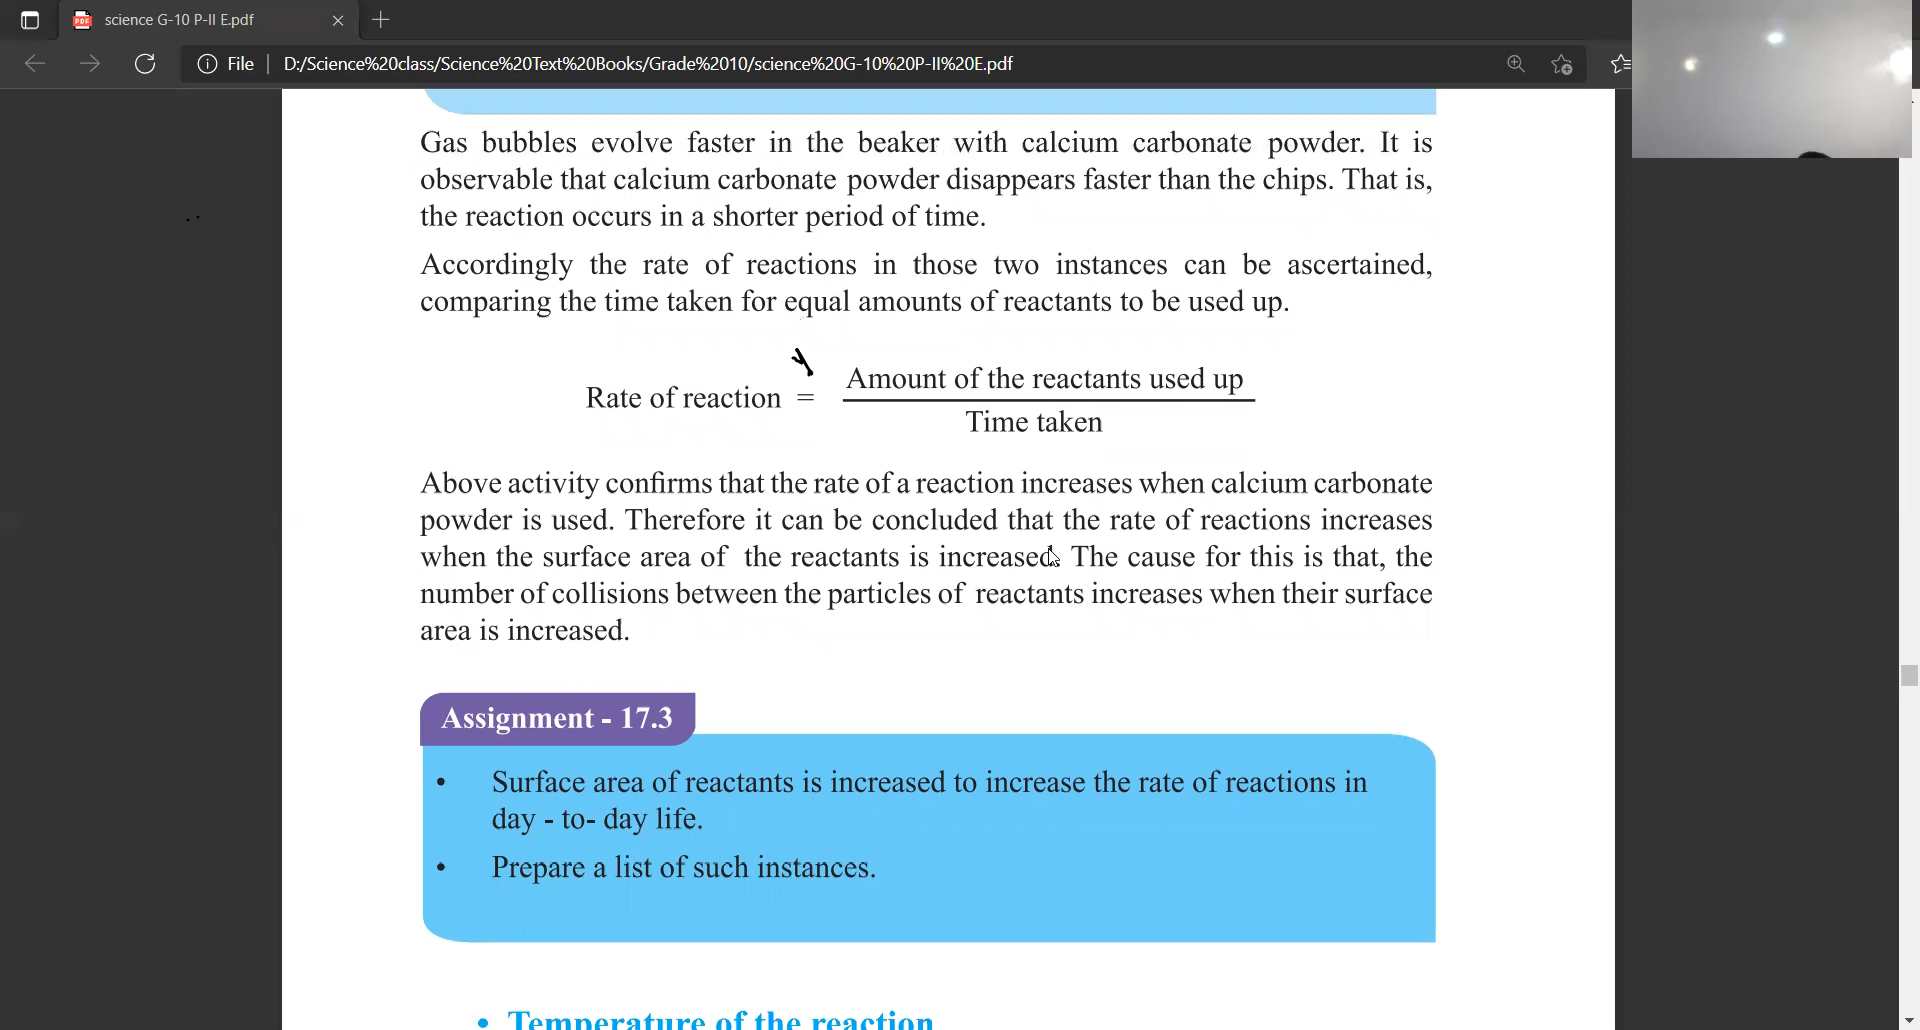 science G-10 P-II E.pdf
File
D:/Science%20class/Science%20Text%20Books/Grade%2010/science%20G-10%20P-II%20E.pdf
Gas bubbles evolve faster in the beaker with calcium carbonate powder. It is
observable that calcium carbonate powder disappears faster than the chips. That is,
the reaction occurs in a shorter period of time.
Accordingly the rate of reactions in those two instances can be ascertained,
comparing the time taken for equal amounts of reactants to be used up.
Rate of reaction = Amount of the reactants used up
Time taken
Above activity confirms that the rate of a reaction increases when calcium carbonate
powder is used. Therefore it can be concluded that the rate of reactions increases
when the surface area of the reactants is increased. The cause for this is that, the
number of collisions between the particles of reactants increases when their surface
area is increased.
Assignment - 17.3
• Surface area of reactants is increased to increase the rate of reactions in
day - to- day life.
• Prepare a list of such instances.
• Temperature of the reaction